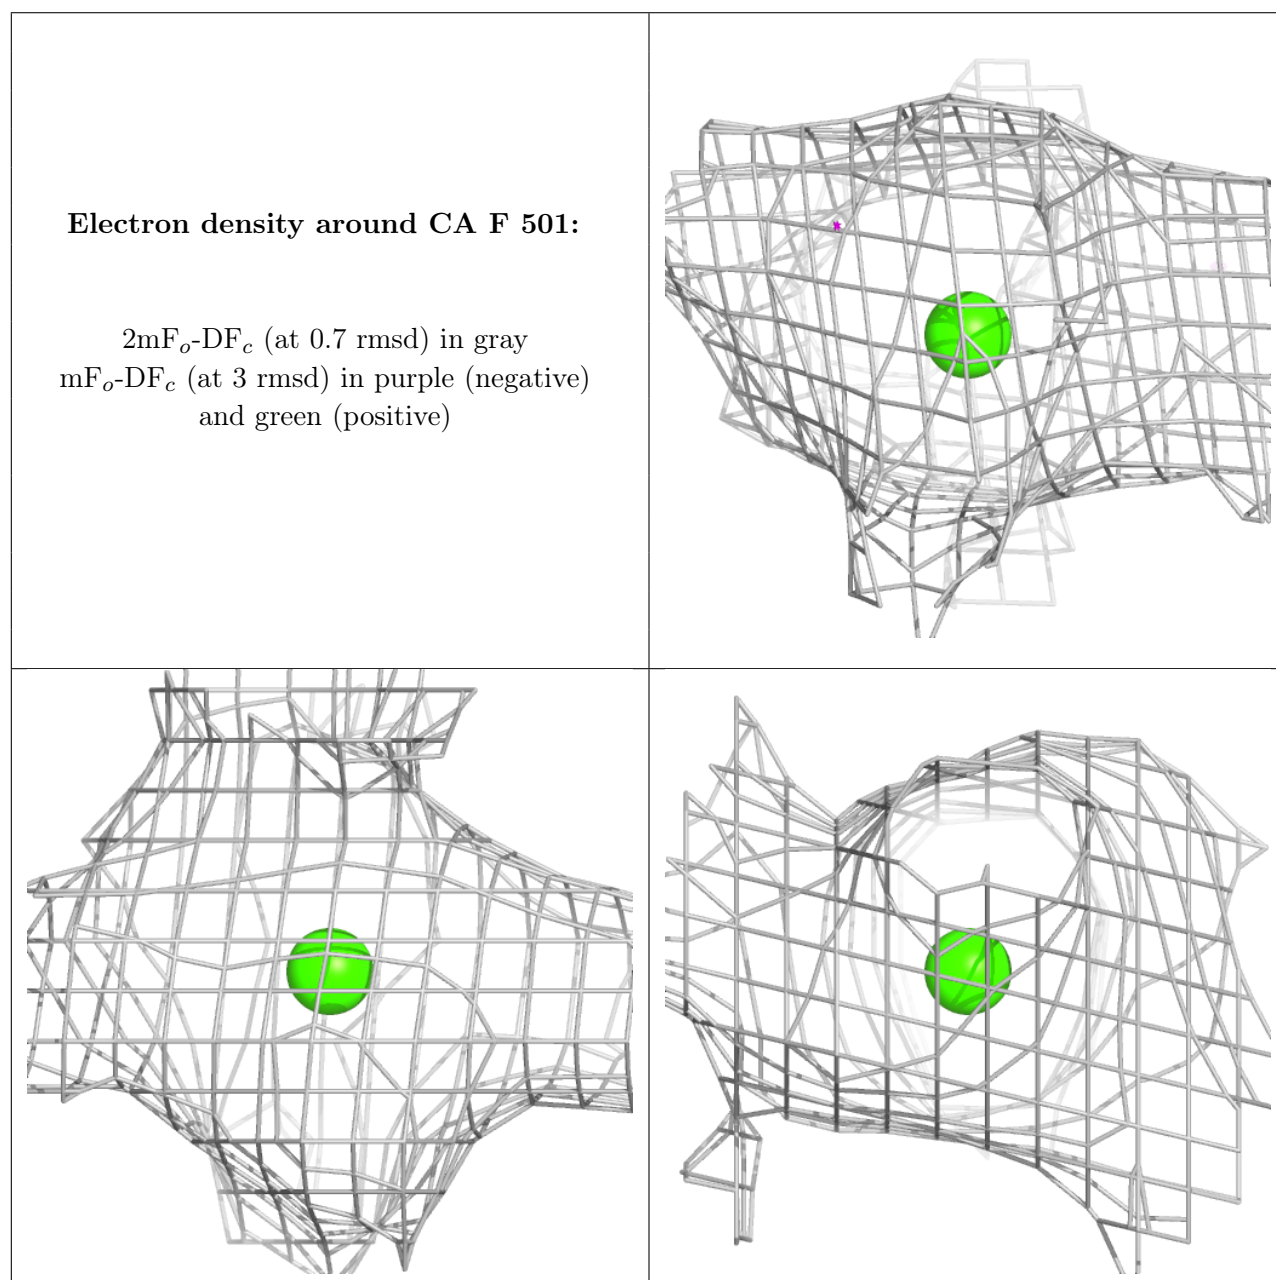 Electron density around CA F 501:
2mFo-DFc (at 0.7 rmsd) in gray
mFo-DFc (at 3 rmsd) in purple (negative)
and green (positive)